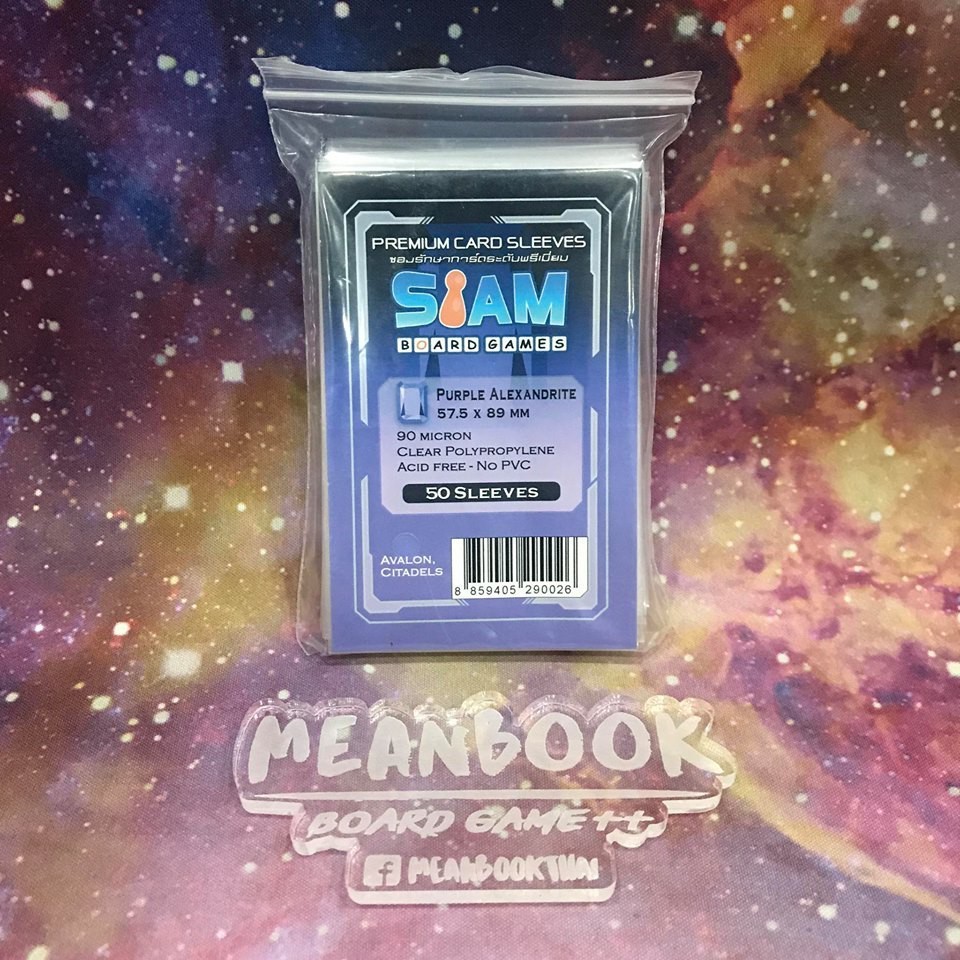 PREMIUM CARD SLEEVES
ซองรักษาการ์ดระดับพรีเมี่ยม
SIAM
BOARD GAMES
PURPLE ALEXANDRITE
57.5 X 89 MM
90 MICRON
CLEAR POLYPROPYLENE
ACID FREE - NO PVC
50 SLEEVES
AVALON,
CITADELS
8 859405 290026
MEANBOOK
BOARD GAME++
MEANBOOKTHAI